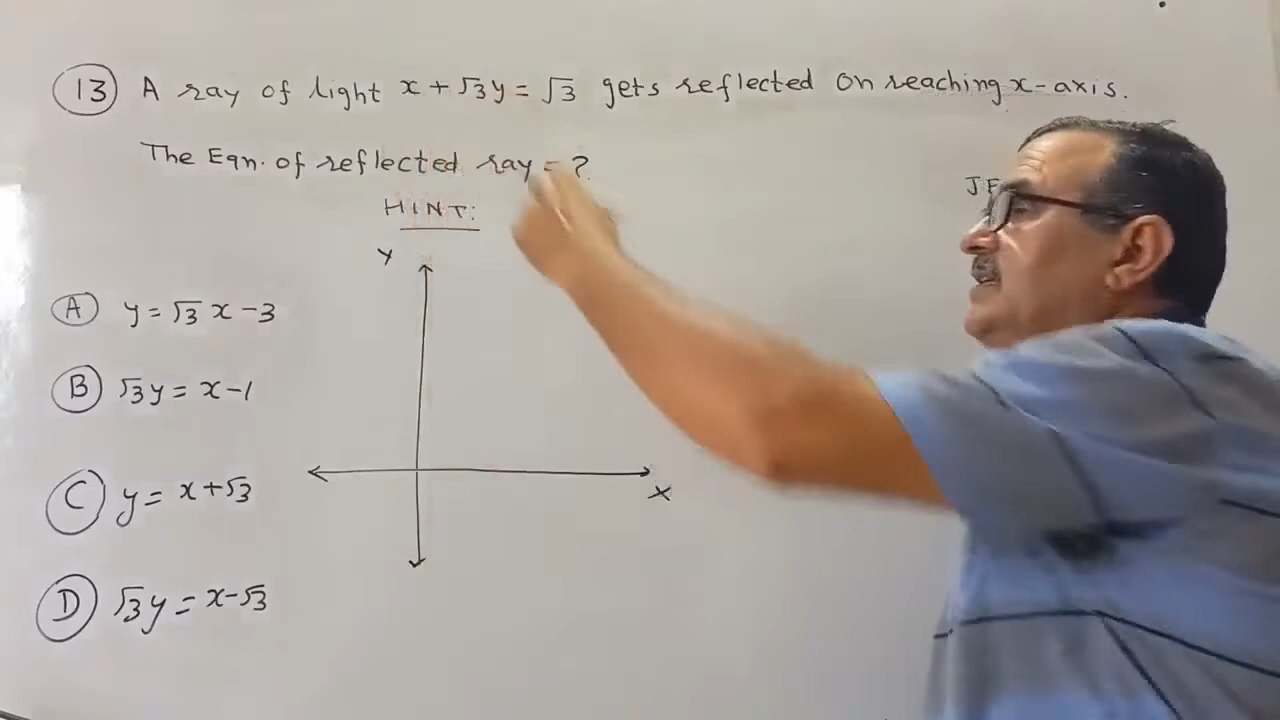 13 A ray of light x + √3y = √3 gets reflected on reaching x-axis.
The Eqn. of reflected ray = ?
HINT:
Y
X
A y = √3 x - 3
B √3y = x - 1
C y = x + √3
D √3y = x - √3